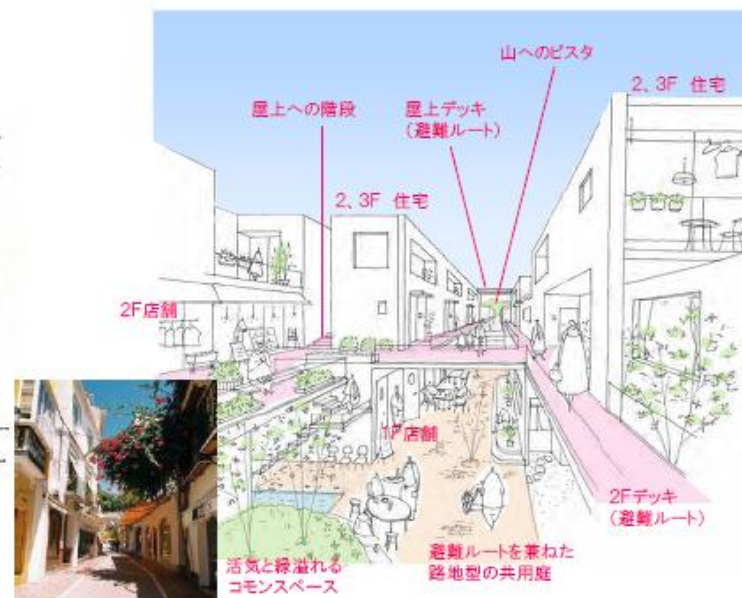 山へのビスタ
屋上への階段
屋上デッキ
（避難ルート）
2、3F 住宅
2、3F 住宅
2F店舗
1F店舗
2Fデッキ
（避難ルート）
活気と緑溢れる
コモンスペース
避難ルートを兼ねた
路地型の共用庭